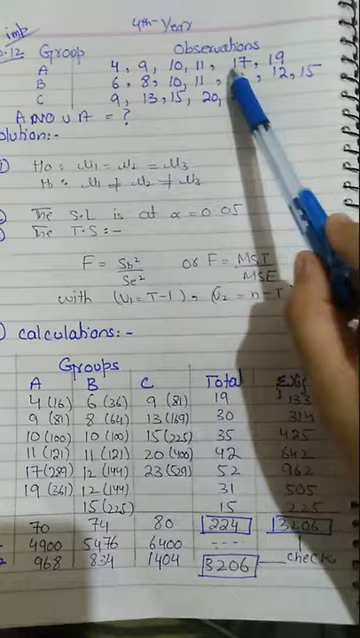 imp 4th-Year
.12. Group Observations
A 4, 9, 10, 11, 17, 19
B 6, 8, 10, 11, 12, 15
C 9, 13, 15, 20,
ANOVA = ?
olution:-
① H₀ : μ₁ = μ₂ = μ₃
H₁ : μ₁ ≠ μ₂ ≠ μ₃
The S.L is at α = 0.05
The T.S :-
F = Sb²/Se² or F = MST/MSE
with (ν₁ = T-1), (ν₂ = n-T
) calculations:-
Groups
A B C Total
4 (16) 6 (36) 9 (81) 19 133
9 (81) 8 (64) 13 (169) 30 314
10 (100) 10 (100) 15 (225) 35 425
11 (121) 11 (121) 20 (400) 42 642
17 (289) 12 (144) 23 (529) 52 962
19 (361) 12 (144) 31 505
15 (225) 15 225
70 74 80 224 3206
4900 5476 6400 ----
968 834 1404 3206 check